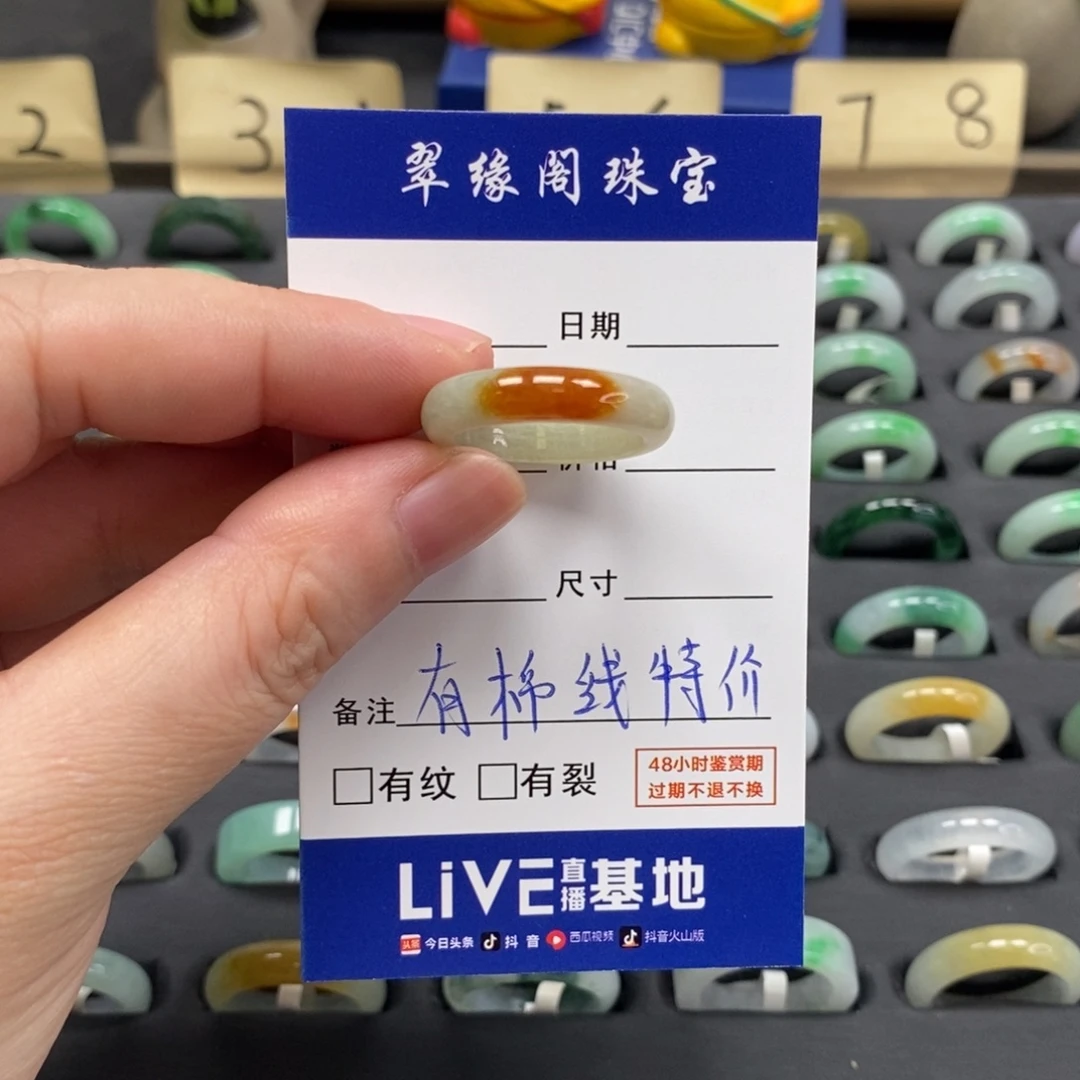 2
3
7 8
翠缘阁珠宝
日期
尺寸
备注 有棉线特价
有纹 有裂
48小时鉴赏期
过期不退不换
LiVE直播基地
头条 今日头条 抖音 西瓜视频 抖音火山版